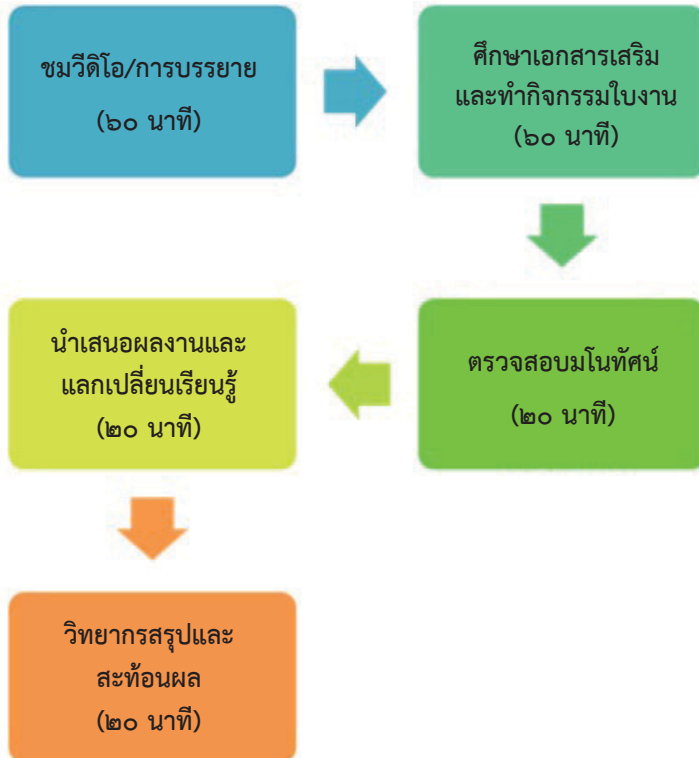 ชมวีดิโอ/การบรรยาย
(๖๐ นาที)
ศึกษาเอกสารเสริม
และทำกิจกรรมใบงาน
(๖๐ นาที)
ตรวจสอบมโนทัศน์
(๒๐ นาที)
นำเสนอผลงานและ
แลกเปลี่ยนเรียนรู้
(๒๐ นาที)
วิทยากรสรุปและ
สะท้อนผล
(๒๐ นาที)